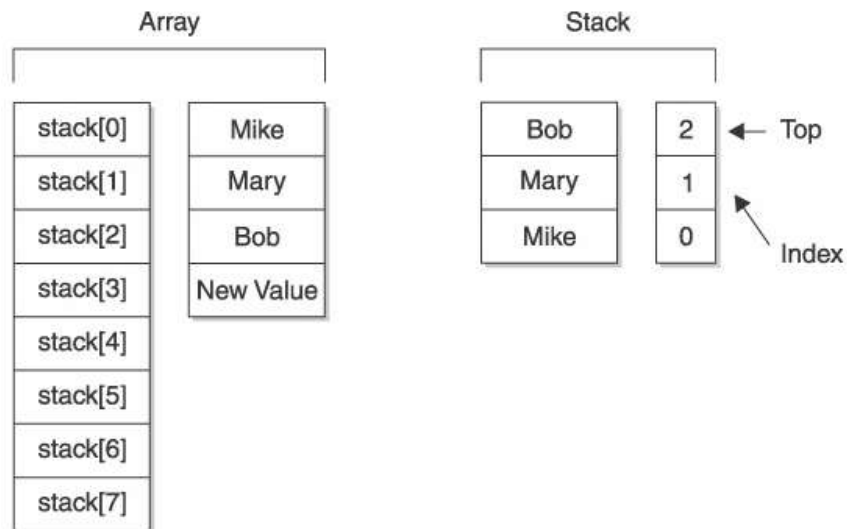 Array
stack[0] Mike
stack[1] Mary
stack[2] Bob
stack[3] New Value
stack[4]
stack[5]
stack[6]
stack[7]
Stack
Bob 2 Top
Mary 1
Mike 0
Index